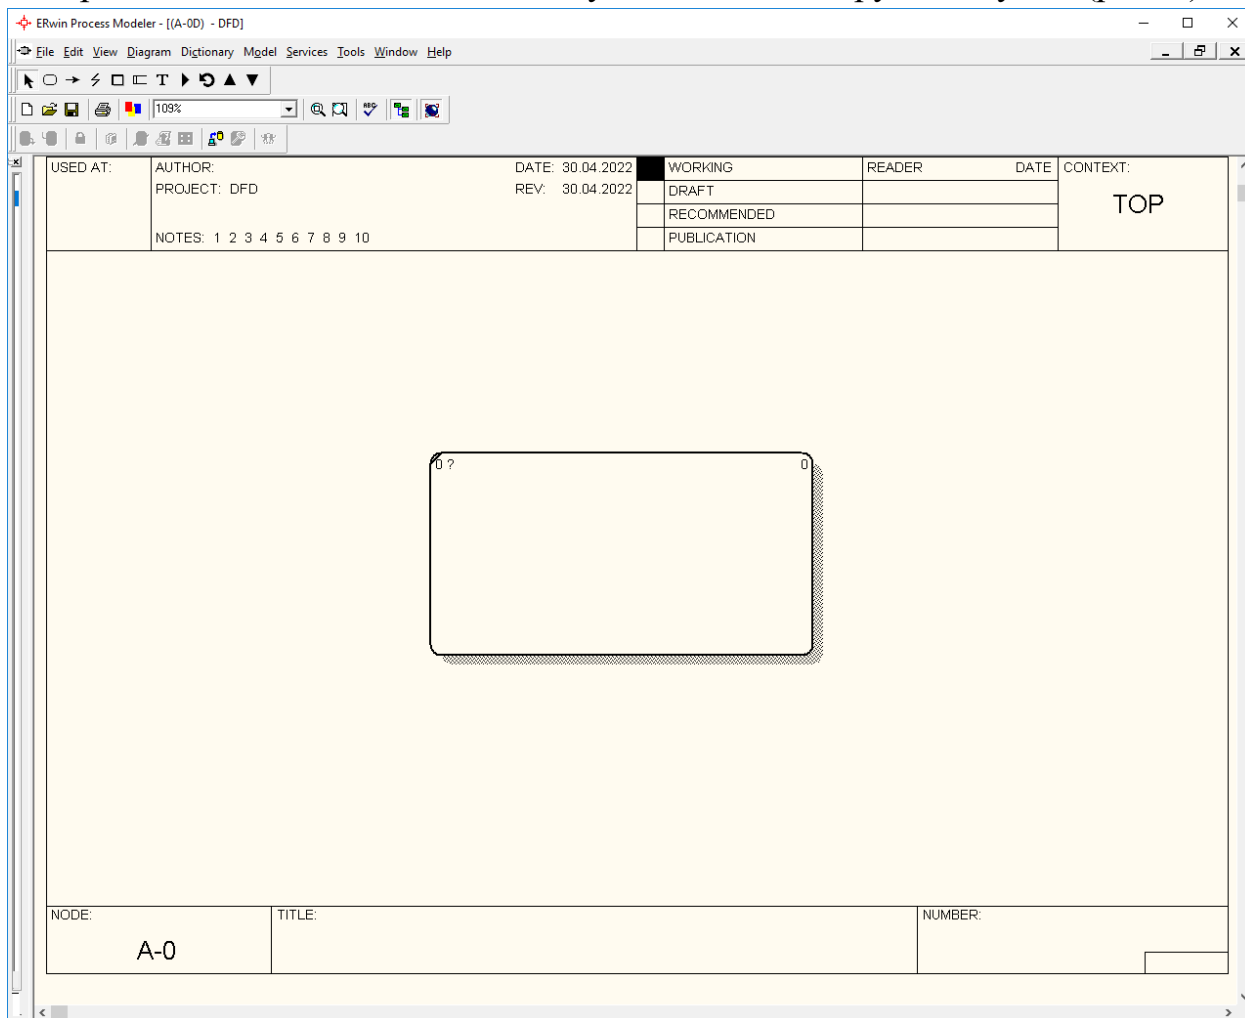 ERwin Process Modeler - [(A-0D) - DFD]
File Edit View Diagram Dictionary Model Services Tools Window Help
109%
USED AT:
AUTHOR:
DATE: 30.04.2022
PROJECT: DFD
REV: 30.04.2022
NOTES: 1 2 3 4 5 6 7 8 9 10
WORKING
DRAFT
RECOMMENDED
PUBLICATION
READER DATE
CONTEXT:
TOP
0 ? 0
NODE:
A-0
TITLE:
NUMBER: